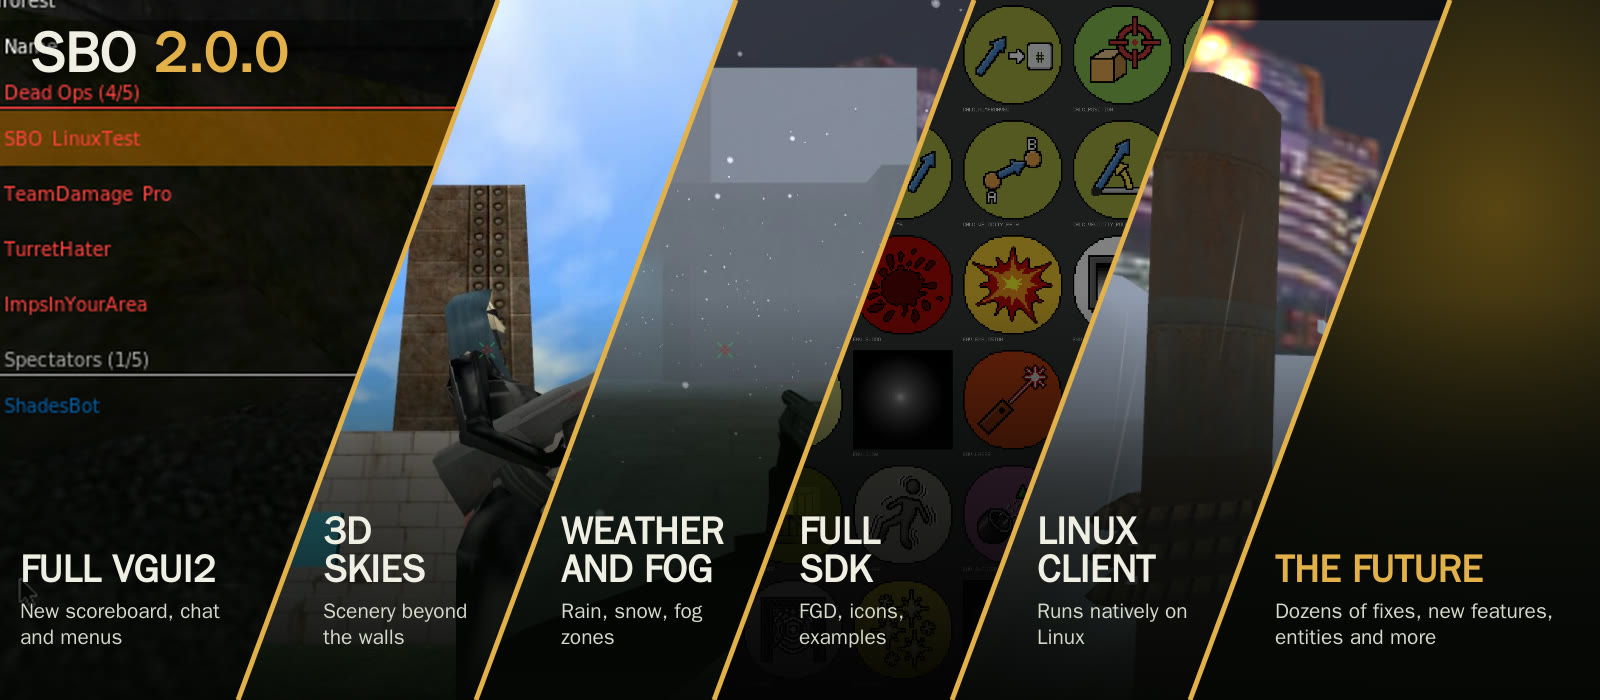 forest
SBO 2.0.0
Dead Ops (4/5)
SBO LinuxTest
TeamDamage Pro
TurretHater
ImpsInYourArea
Spectators (1/5)
ShadesBot
#
B
A
FULL VGUI2
New scoreboard, chat
and menus
3D
SKIES
Scenery beyond
the walls
WEATHER
AND FOG
Rain, snow, fog
zones
FULL
SDK
FGD, icons,
examples
LINUX
CLIENT
Runs natively on
Linux
THE FUTURE
Dozens of fixes, new features,
entities and more